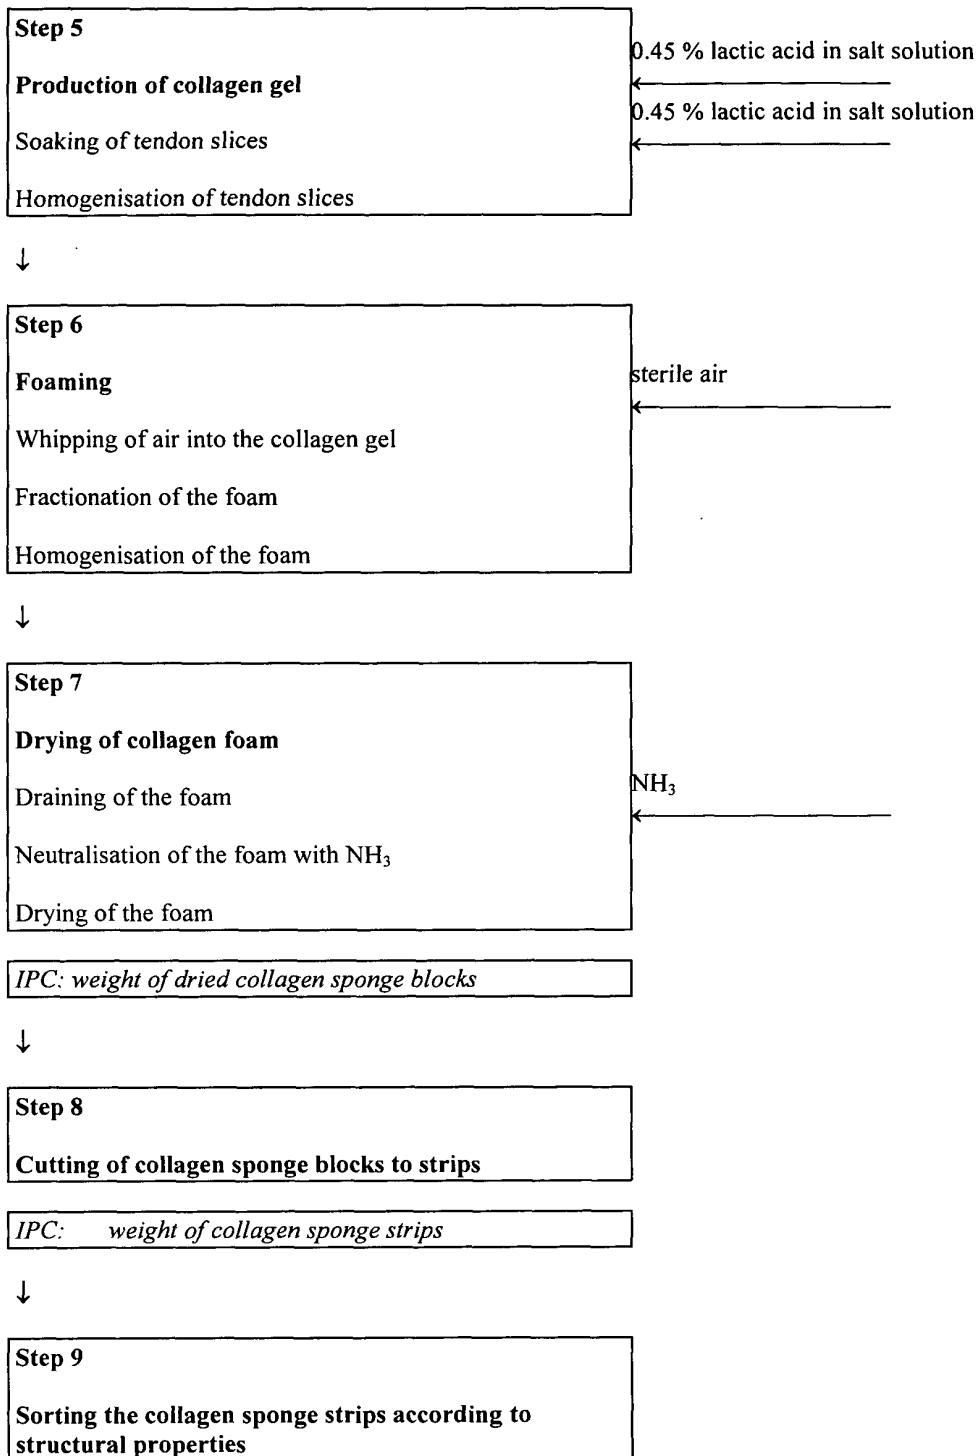 Step 5
0.45 % lactic acid in salt solution
Production of collagen gel
0.45 % lactic acid in salt solution
Soaking of tendon slices
Homogenisation of tendon slices
↓
Step 6
Foaming
sterile air
Whipping of air into the collagen gel
Fractionation of the foam
Homogenisation of the foam
↓
Step 7
Drying of collagen foam
Draining of the foam
NH₃
Neutralisation of the foam with NH₃
Drying of the foam
IPC: weight of dried collagen sponge blocks
↓
Step 8
Cutting of collagen sponge blocks to strips
IPC: weight of collagen sponge strips
↓
Step 9
Sorting the collagen sponge strips according to
structural properties